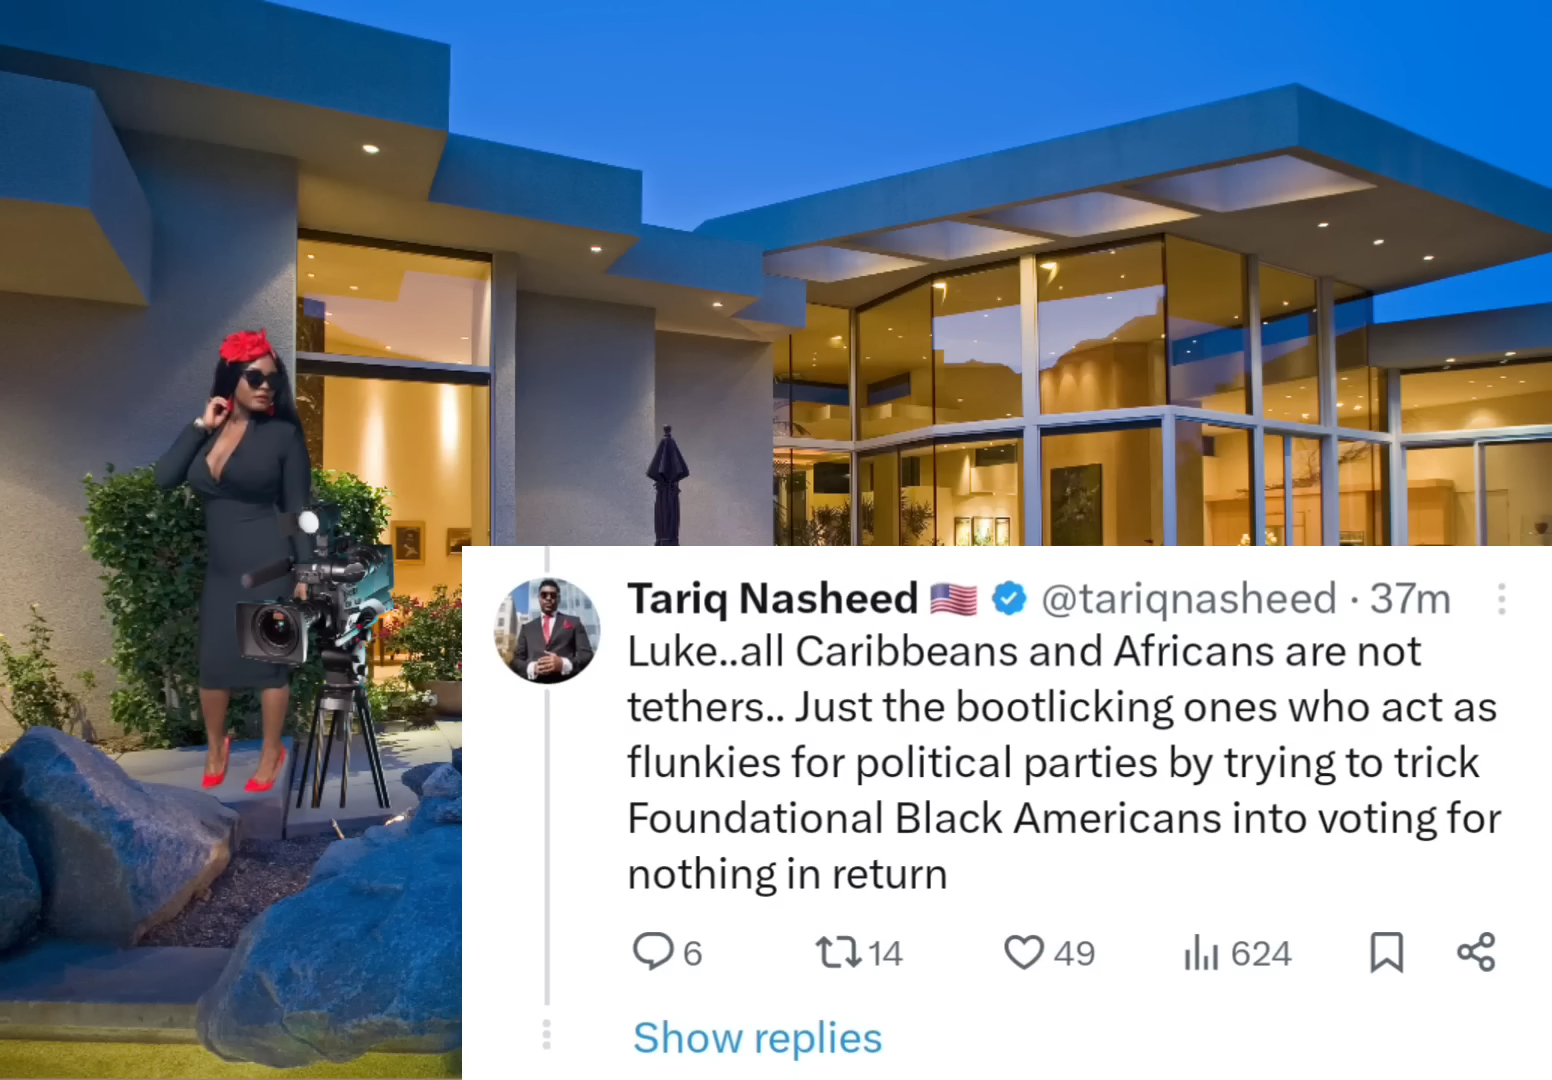 Tariq Nasheed 🇺🇸 @tariqnasheed · 37m
Luke..all Caribbeans and Africans are not
tethers.. Just the bootlicking ones who act as
flunkies for political parties by trying to trick
Foundational Black Americans into voting for
nothing in return
6 14 49 624
Show replies